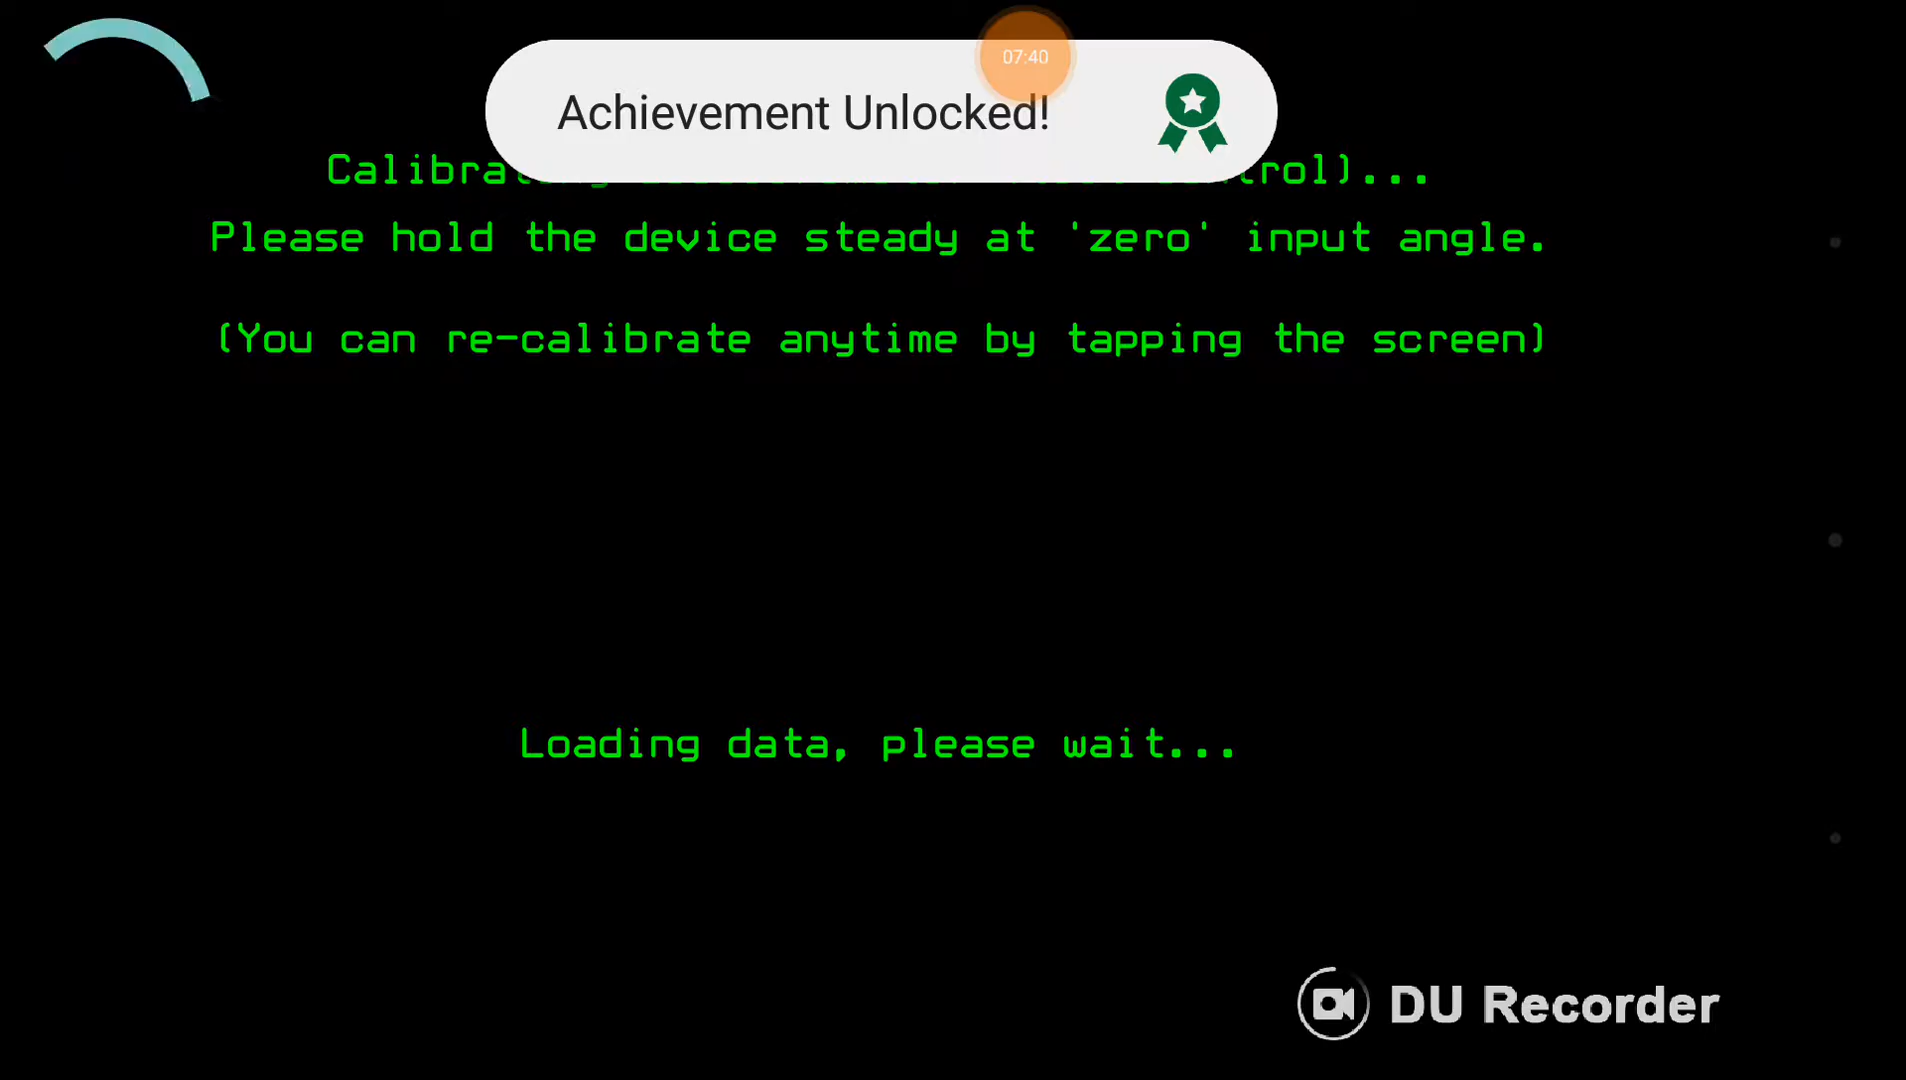 07:40
Achievement Unlocked!
rol)...
Please hold the device steady at 'zero' input angle.
(You can re-calibrate anytime by tapping the screen)
Loading data, please wait...
DU Recorder